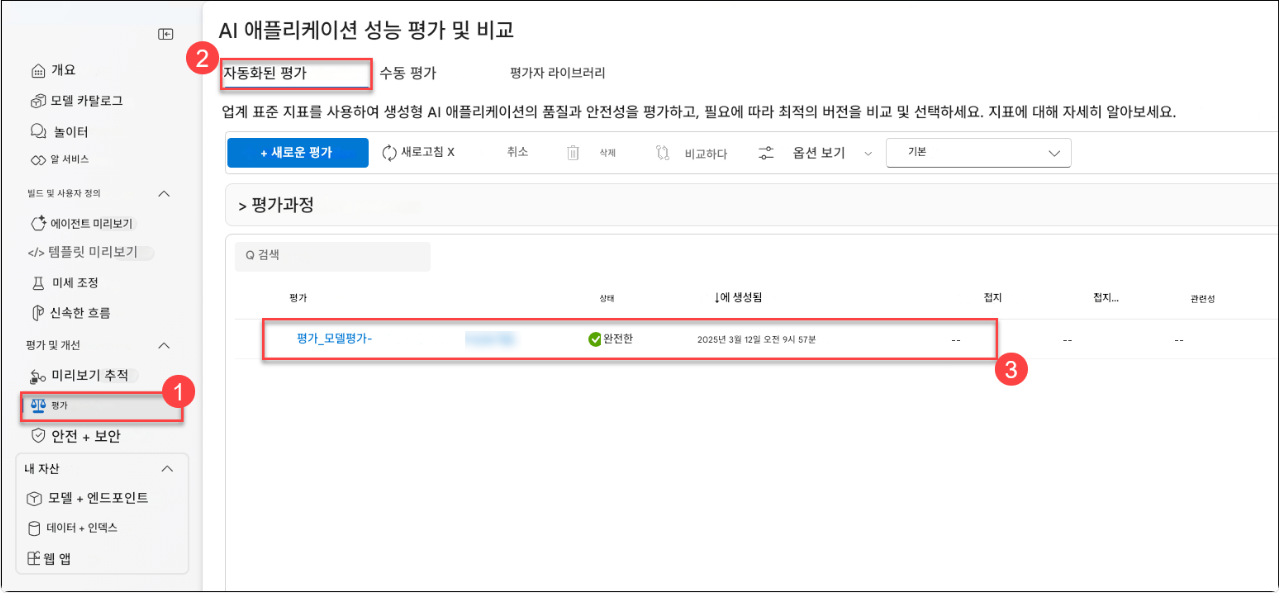 AI 애플리케이션 성능 평가 및 비교
2
자동화된 평가
수동 평가
평가자 라이브러리
업계 표준 지표를 사용하여 생성형 AI 애플리케이션의 품질과 안전성을 평가하고, 필요에 따라 최적의 버전을 비교 및 선택하세요. 지표에 대해 자세히 알아보세요.
+ 새로운 평가
새로고침 X
취소
삭제
비교하다
옵션 보기
기본
> 평가과정
Q 검색
평가
상태
↓에 생성됨
접지
접지...
관련성
평가_모델평가-
완전한
2025년 3월 12일 오전 9시 57분
--
--
--
3
개요
모델 카탈로그
놀이터
알 서비스
빌드 및 사용자 정의
에이전트 미리보기
</> 템플릿 미리보기
미세 조정
신속한 흐름
평가 및 개선
미리보기 추적
1
평가
안전 + 보안
내 자산
모델 + 엔드포인트
데이터 + 인덱스
웹 앱